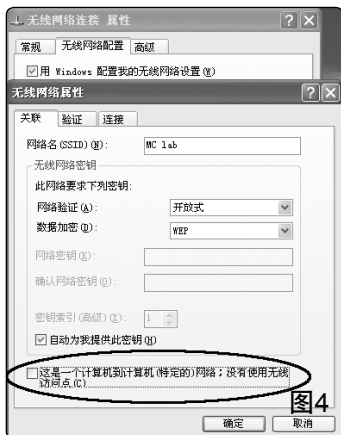 无线网络连接 属性
常规 无线网络配置 高级
用 Windows 配置我的无线网络设置(W)
无线网络属性
关联 验证 连接
网络名(SSID)(N): MC lab
无线网络密钥
此网络要求下列密钥:
网络验证(A): 开放式
数据加密(D): WEP
网络密钥(K):
确认网络密钥(O):
密钥索引(高级)(X): 1
自动为我提供此密钥(H)
这是一个计算机到计算机(特定的)网络；没有使用无线
访问点(C)
图4
确定 取消